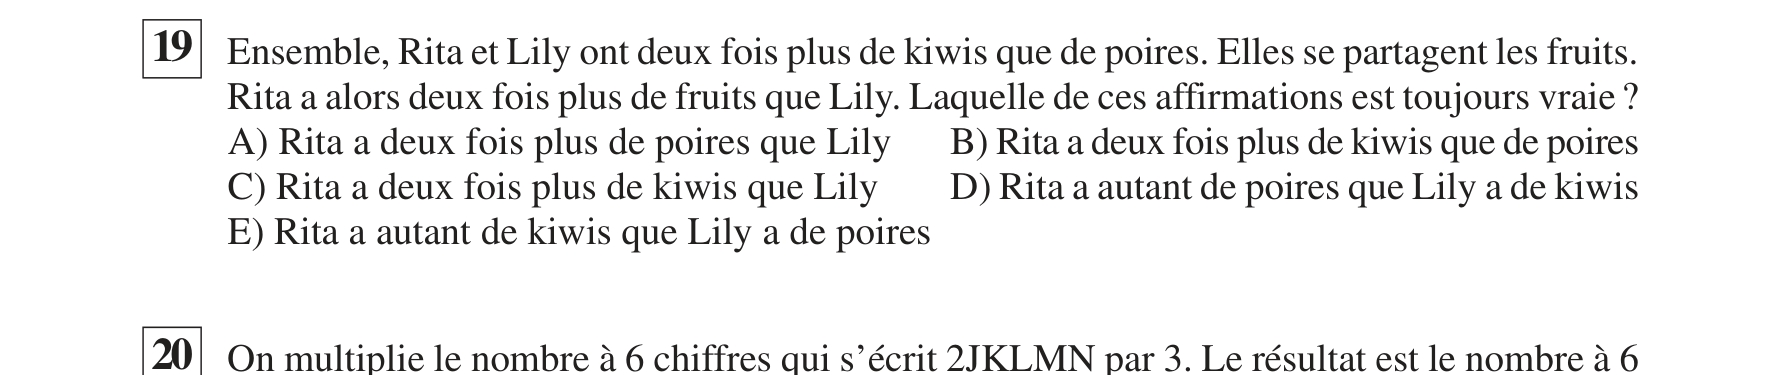 19 Ensemble, Rita et Lily ont deux fois plus de kiwis que de poires. Elles se partagent les fruits.
Rita a alors deux fois plus de fruits que Lily. Laquelle de ces affirmations est toujours vraie ?
A) Rita a deux fois plus de poires que Lily B) Rita a deux fois plus de kiwis que de poires
C) Rita a deux fois plus de kiwis que Lily D) Rita a autant de poires que Lily a de kiwis
E) Rita a autant de kiwis que Lily a de poires
20 On multiplie le nombre à 6 chiffres qui s’écrit 2JKLMN par 3. Le résultat est le nombre à 6